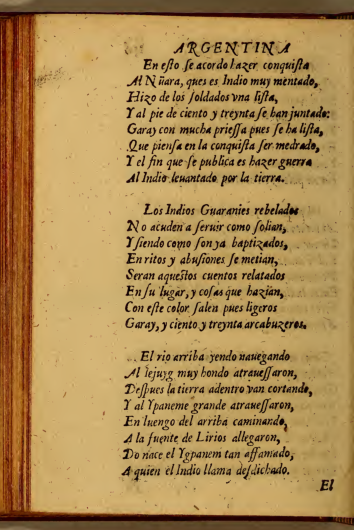 ARGENTINA
En esto se acordo hazer conquista
Al Nuara, ques es Indio muy mentado,
Hizo de los soldados vna lista,
Y al pie de ciento y treynta se han juntado:
Garay con mucha priessa pues se ha lista,
Que piensa en la conquista ser medrado,
Y el fin que se publica es hazer guerra
Al Indio leuantado por la tierra.
Los Indios Guaranies rebelados
No acuden a seruir como solian,
Y siendo como son ya baptizados,
En ritos y abusiones se metian,
Seran aquestos cuentos relatados
En su lugar, y cosas que hazian,
Con este color salen pues ligeros
Garay, y ciento y treynta arcabuzeros.
El rio arriba yendo nauegando
Al Iejuyg muy hondo atrauessaron,
Despues la tierra adentro van cortando,
Y al Ypaneme grande atrauessaron,
En luengo del arriba caminando,
A la fuente de Lirios allegaron,
Do nace el Ygpanem tan affamado,
A quien el Indio llama desdichado.
El